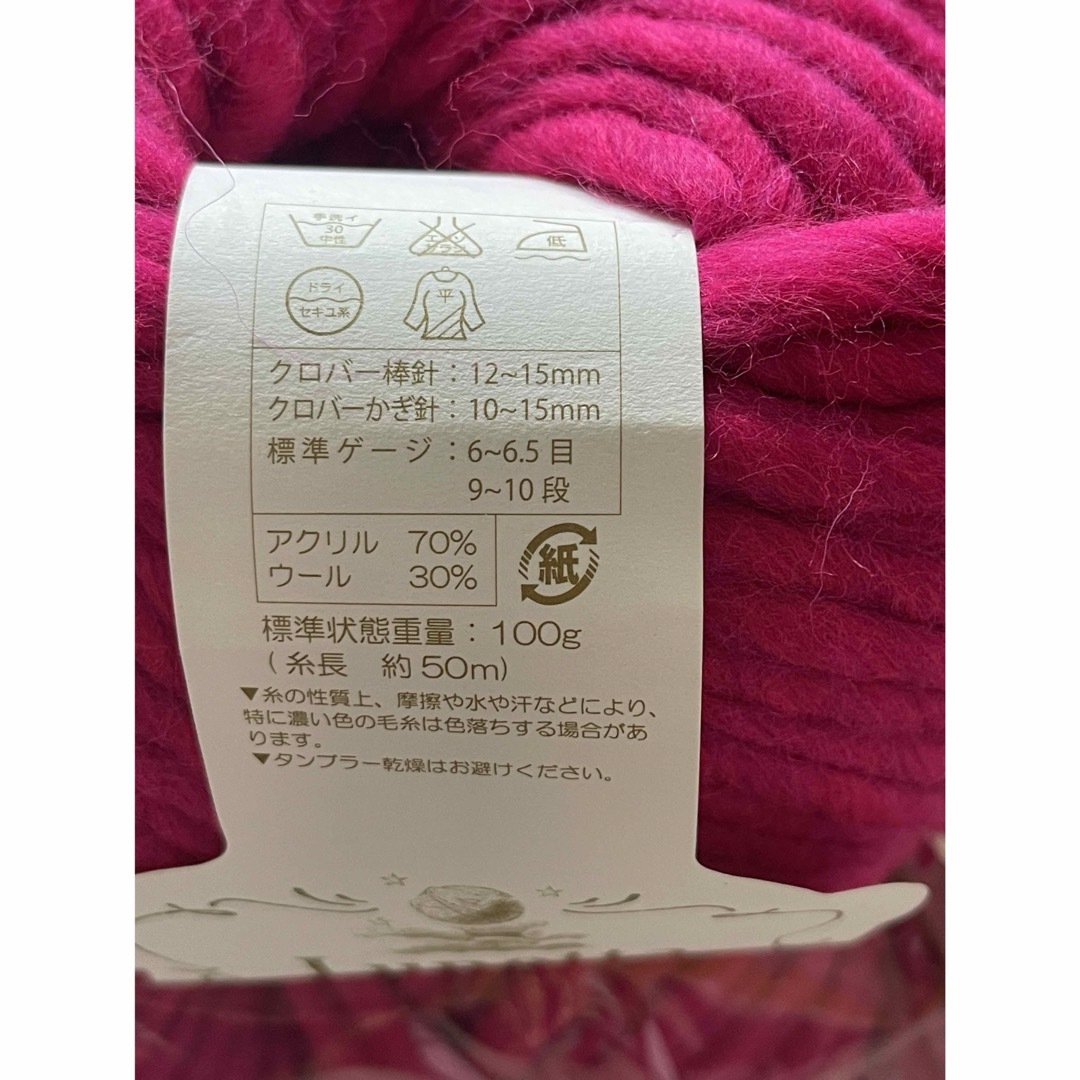 手洗イ
30
中性
エンソ
サラシ
低
ドライ
セキユ系
平
クロバー棒針：12~15mm
クロバーかぎ針：10~15mm
標準ゲージ：6~6.5目
9~10段
アクリル 70%
ウール 30%
紙
標準状態重量：100g
(糸長 約50m)
▼糸の性質上、摩擦や水や汗などにより、
特に濃い色の毛糸は色落ちする場合があ
ります。
▼タンブラー乾燥はお避けください。